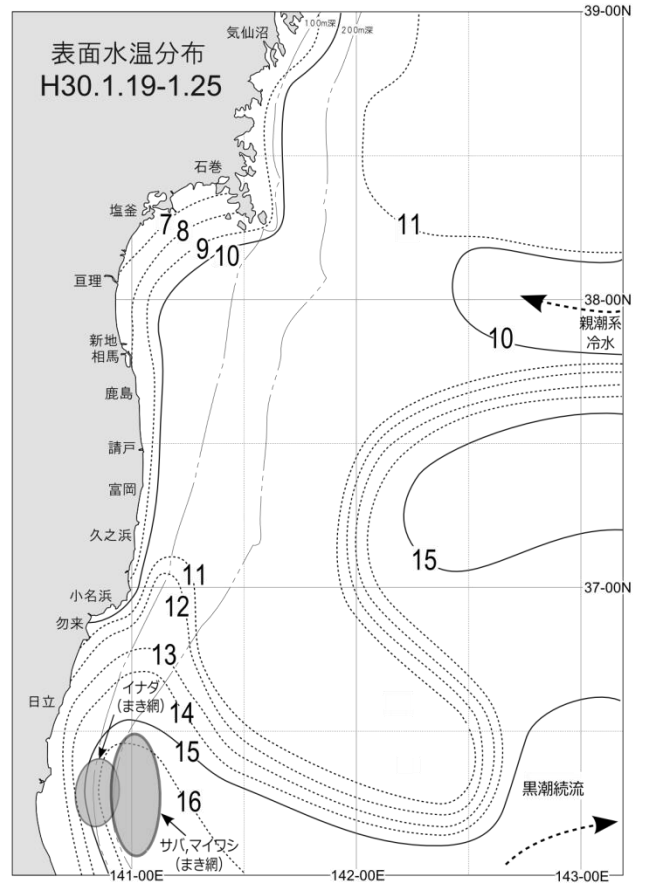 表面水温分布
H30.1.19-1.25
気仙沼
100m深
200m深
39-00N
石巻
塩釜
7
8
9
10
11
亘理
38-00N
親潮系
冷水
10
新地
相馬
鹿島
請戸
富岡
久之浜
15
11
37-00N
小名浜
12
勿来
13
日立
イナダ
(まき網)
14
15
16
黒潮続流
サバ,マイワシ
(まき網)
141-00E
142-00E
143-00E